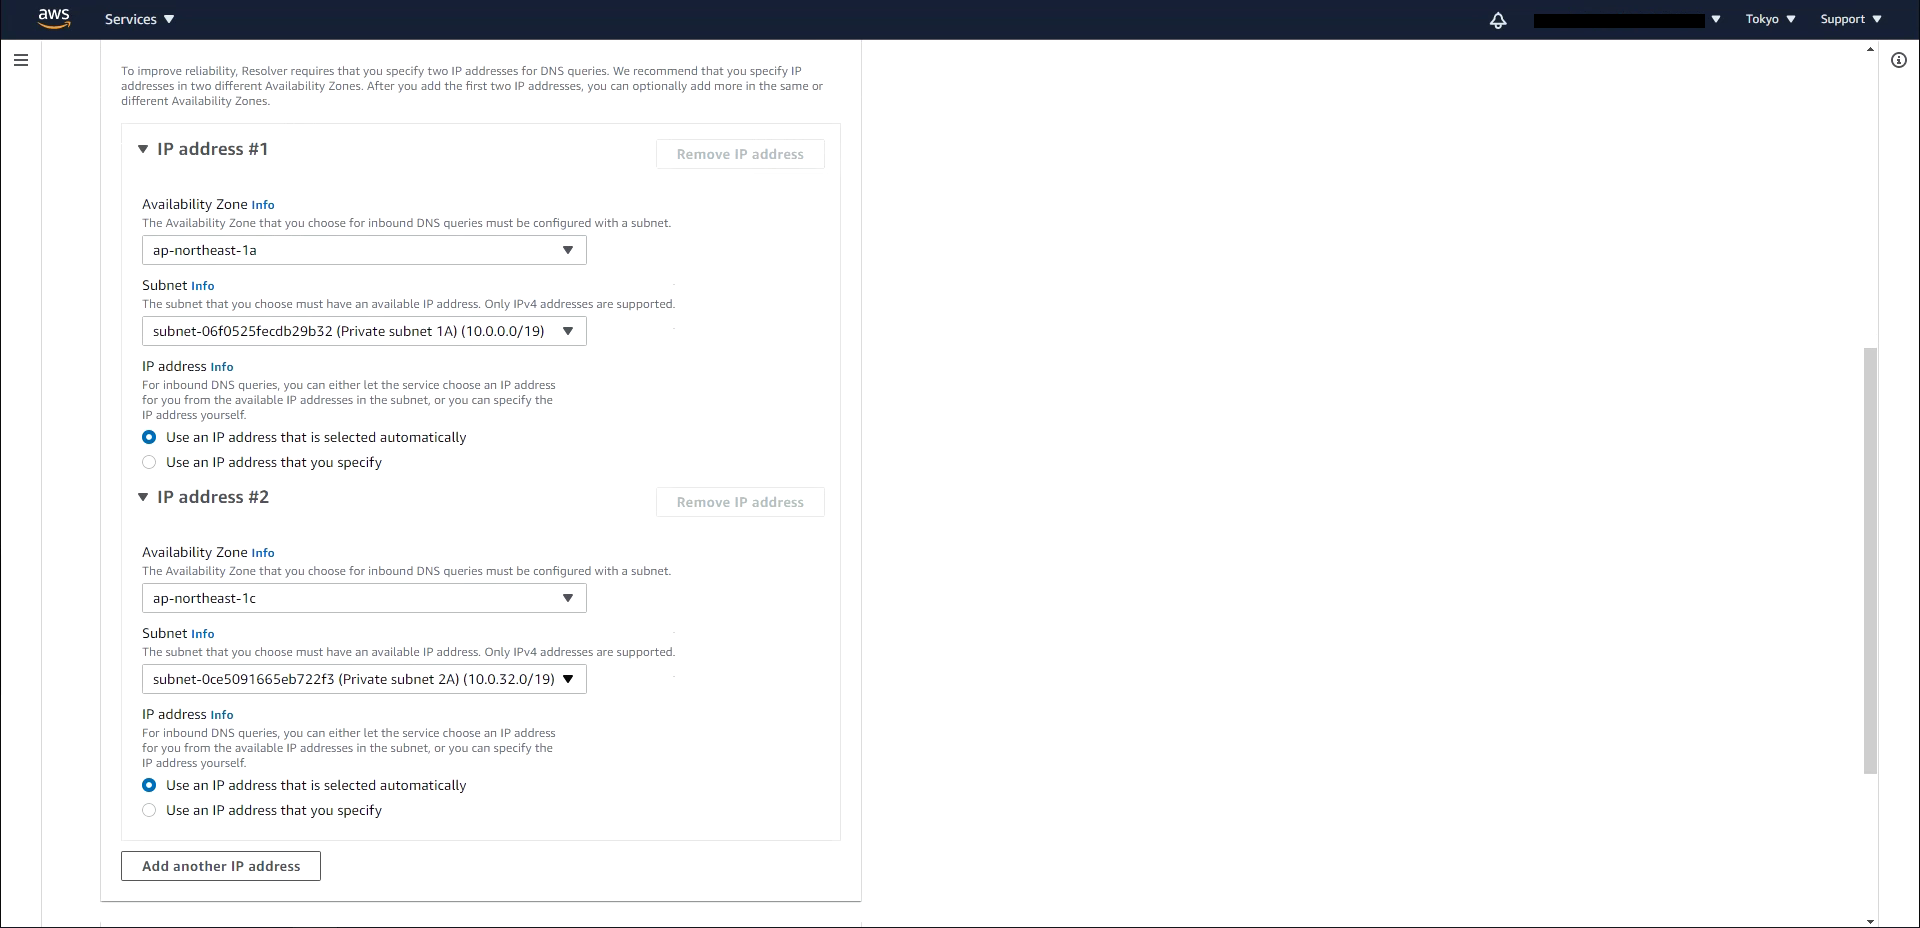 aws Services Tokyo Support
To improve reliability, Resolver requires that you specify two IP addresses for DNS queries. We recommend that you specify IP
addresses in two different Availability Zones. After you add the first two IP addresses, you can optionally add more in the same or
different Availability Zones.
IP address #1
Remove IP address
Availability Zone Info
The Availability Zone that you choose for inbound DNS queries must be configured with a subnet.
ap-northeast-1a
Subnet Info
The subnet that you choose must have an available IP address. Only IPv4 addresses are supported.
subnet-06f0525fecdb29b32 (Private subnet 1A) (10.0.0.0/19)
IP address Info
For inbound DNS queries, you can either let the service choose an IP address
for you from the available IP addresses in the subnet, or you can specify the
IP address yourself.
Use an IP address that is selected automatically
Use an IP address that you specify
IP address #2
Remove IP address
Availability Zone Info
The Availability Zone that you choose for inbound DNS queries must be configured with a subnet.
ap-northeast-1c
Subnet Info
The subnet that you choose must have an available IP address. Only IPv4 addresses are supported.
subnet-0ce5091665eb722f3 (Private subnet 2A) (10.0.32.0/19)
IP address Info
For inbound DNS queries, you can either let the service choose an IP address
for you from the available IP addresses in the subnet, or you can specify the
IP address yourself.
Use an IP address that is selected automatically
Use an IP address that you specify
Add another IP address